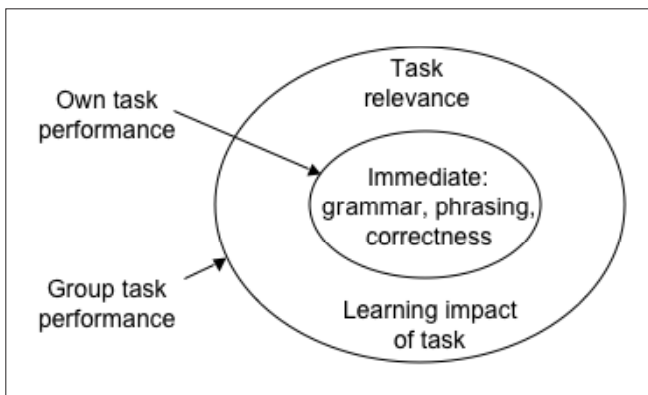 Task
relevance
Own task
performance
Immediate:
grammar, phrasing,
correctness
Group task
performance
Learning impact
of task